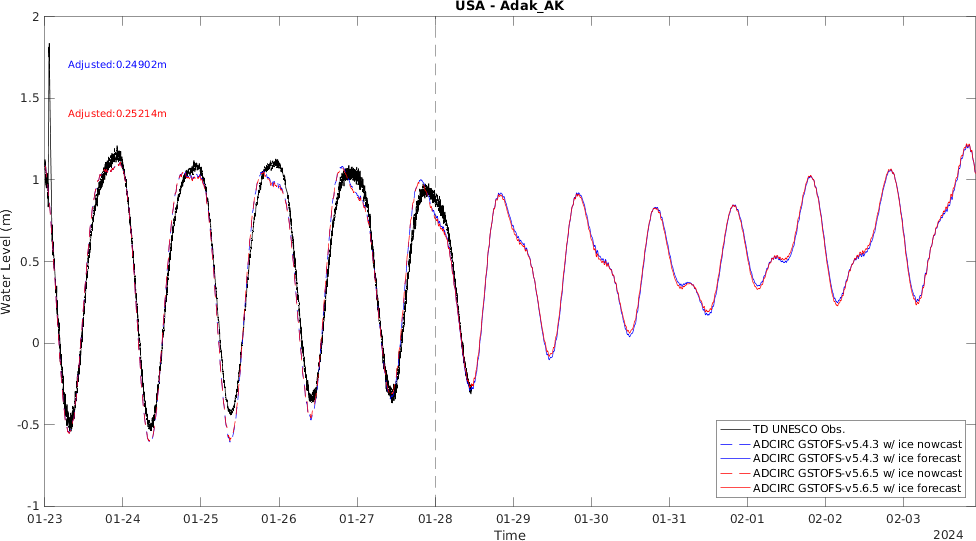 USA - Adak_AK
2
1.5
1
0.5
0
-0.5
-1
Water Level (m)
Adjusted:0.24902m
Adjusted:0.25214m
TD UNESCO Obs.
ADCIRC GSTOFS-v5.4.3 w/ ice nowcast
ADCIRC GSTOFS-v5.4.3 w/ ice forecast
ADCIRC GSTOFS-v5.6.5 w/ ice nowcast
ADCIRC GSTOFS-v5.6.5 w/ ice forecast
01-23 01-24 01-25 01-26 01-27 01-28 01-29 01-30 01-31 02-01 02-02 02-03
Time
2024